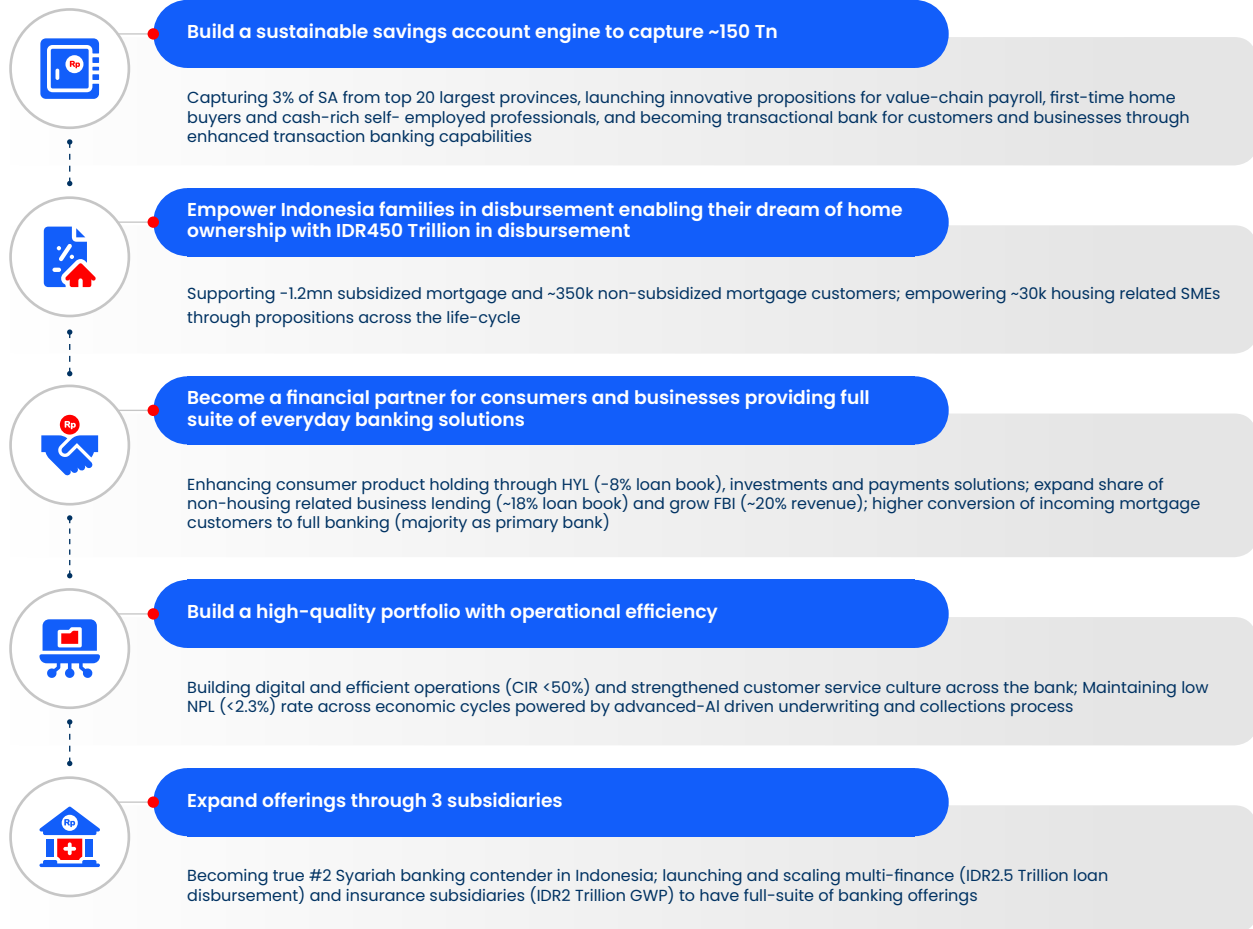 Build a sustainable savings account engine to capture ~150 Tn
Rp
Capturing 3% of SA from top 20 largest provinces, launching innovative propositions for value-chain payroll, first-time home
buyers and cash-rich self- employed professionals, and becoming transactional bank for customers and businesses through
enhanced transaction banking capabilities
Empower Indonesia families in disbursement enabling their dream of home
ownership with IDR450 Trillion in disbursement
%
Supporting -1.2mn subsidized mortgage and ~350k non-subsidized mortgage customers; empowering ~30k housing related SMEs
through propositions across the life-cycle
Become a financial partner for consumers and businesses providing full
suite of everyday banking solutions
Rp
Enhancing consumer product holding through HYL (-8% loan book), investments and payments solutions; expand share of
non-housing related business lending (~18% loan book) and grow FBI (~20% revenue); higher conversion of incoming mortgage
customers to full banking (majority as primary bank)
Build a high-quality portfolio with operational efficiency
Building digital and efficient operations (CIR <50%) and strengthened customer service culture across the bank; Maintaining low
NPL (<2.3%) rate across economic cycles powered by advanced-Al driven underwriting and collections process
Expand offerings through 3 subsidiaries
Rp
Becoming true #2 Syariah banking contender in Indonesia; launching and scaling multi-finance (IDR2.5 Trillion loan
disbursement) and insurance subsidiaries (IDR2 Trillion GWP) to have full-suite of banking offerings